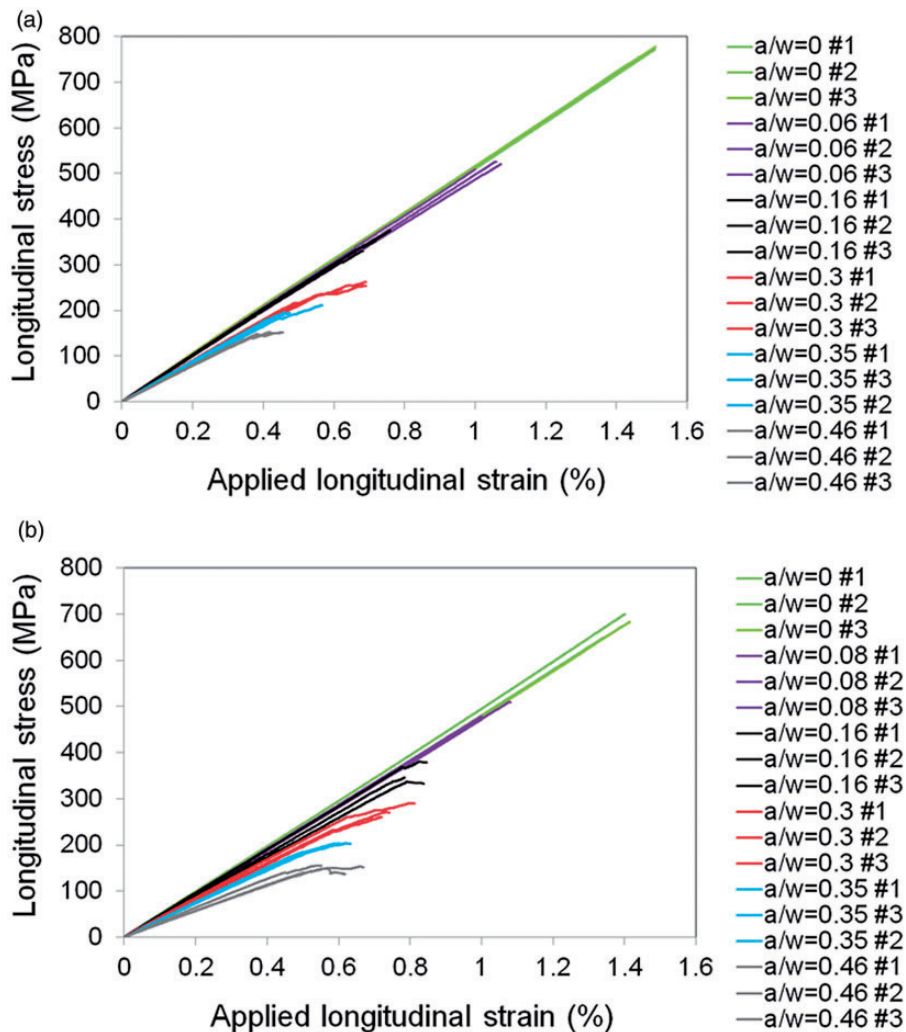 (a)
800
700
600
500
400
300
200
100
0
Longitudinal stress (MPa)
0 0.2 0.4 0.6 0.8 1 1.2 1.4 1.6
Applied longitudinal strain (%)
a/w=0 #1
a/w=0 #2
a/w=0 #3
a/w=0.06 #1
a/w=0.06 #2
a/w=0.06 #3
a/w=0.16 #1
a/w=0.16 #2
a/w=0.16 #3
a/w=0.3 #1
a/w=0.3 #2
a/w=0.3 #3
a/w=0.35 #1
a/w=0.35 #3
a/w=0.35 #2
a/w=0.46 #1
a/w=0.46 #2
a/w=0.46 #3
(b)
800
700
600
500
400
300
200
100
0
Longitudinal stress (MPa)
0 0.2 0.4 0.6 0.8 1 1.2 1.4 1.6
Applied longitudinal strain (%)
a/w=0 #1
a/w=0 #2
a/w=0 #3
a/w=0.08 #1
a/w=0.08 #2
a/w=0.08 #3
a/w=0.16 #1
a/w=0.16 #2
a/w=0.16 #3
a/w=0.3 #1
a/w=0.3 #2
a/w=0.3 #3
a/w=0.35 #1
a/w=0.35 #3
a/w=0.35 #2
a/w=0.46 #1
a/w=0.46 #2
a/w=0.46 #3